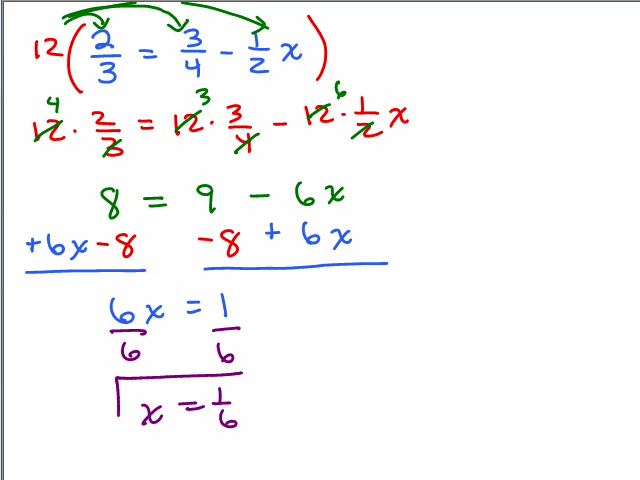 12 ( 2/3 = 3/4 - 1/2 x )
4 3 6
12 · 2/3 = 12 · 3/4 - 12 · 1/2 x
8 = 9 - 6x
+6x -8 -8 + 6x
6x = 1
6 6
x = 1/6